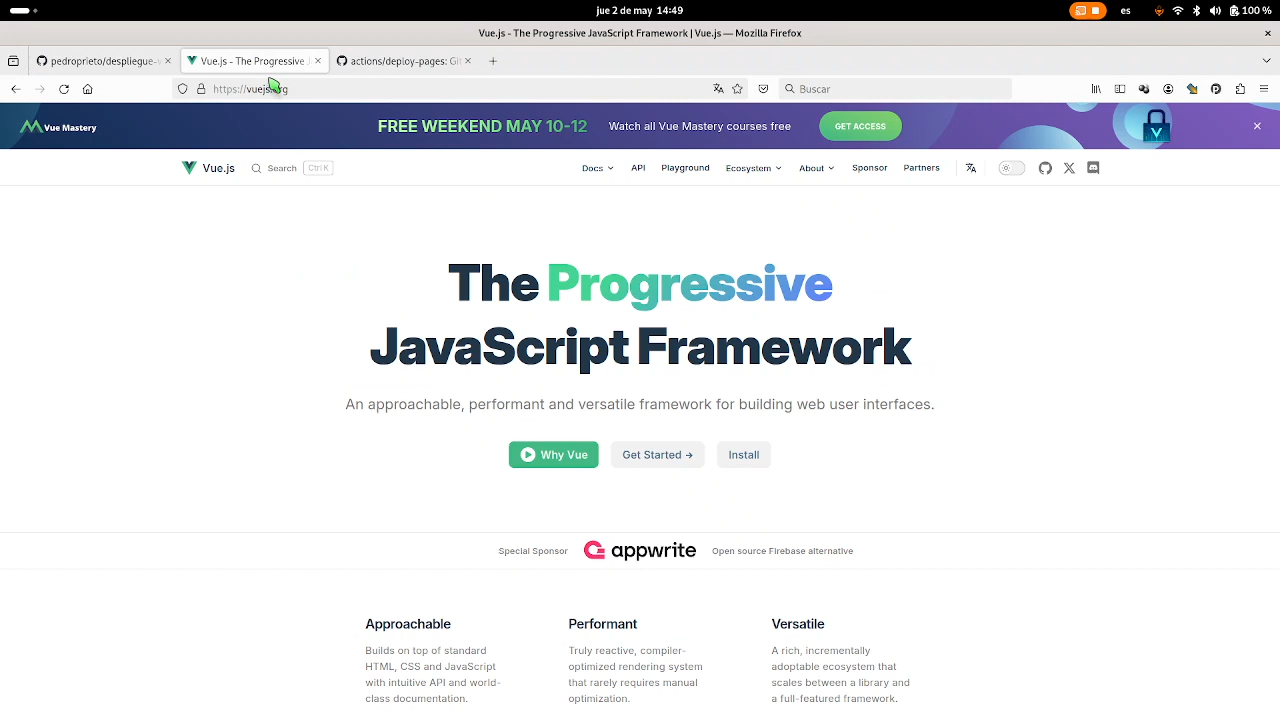 jue 2 de may 14:49
es
100 %
Vue.js - The Progressive JavaScript Framework | Vue.js — Mozilla Firefox
pedroprieto/despliegue-
Vue.js - The Progressive
actions/deploy-pages: Git
https://vuejs.org
Buscar
Vue Mastery
FREE WEEKEND MAY 10-12
Watch all Vue Mastery courses free
GET ACCESS
Vue.js
Search
Ctrl K
Docs
API
Playground
Ecosystem
About
Sponsor
Partners
The Progressive
JavaScript Framework
An approachable, performant and versatile framework for building web user interfaces.
Why Vue
Get Started →
Install
Special Sponsor
appwrite
Open source Firebase alternative
Approachable
Builds on top of standard
HTML, CSS and JavaScript
with intuitive API and world-
class documentation.
Performant
Truly reactive, compiler-
optimized rendering system
that rarely requires manual
optimization.
Versatile
A rich, incrementally
adoptable ecosystem that
scales between a library and
a full-featured framework.